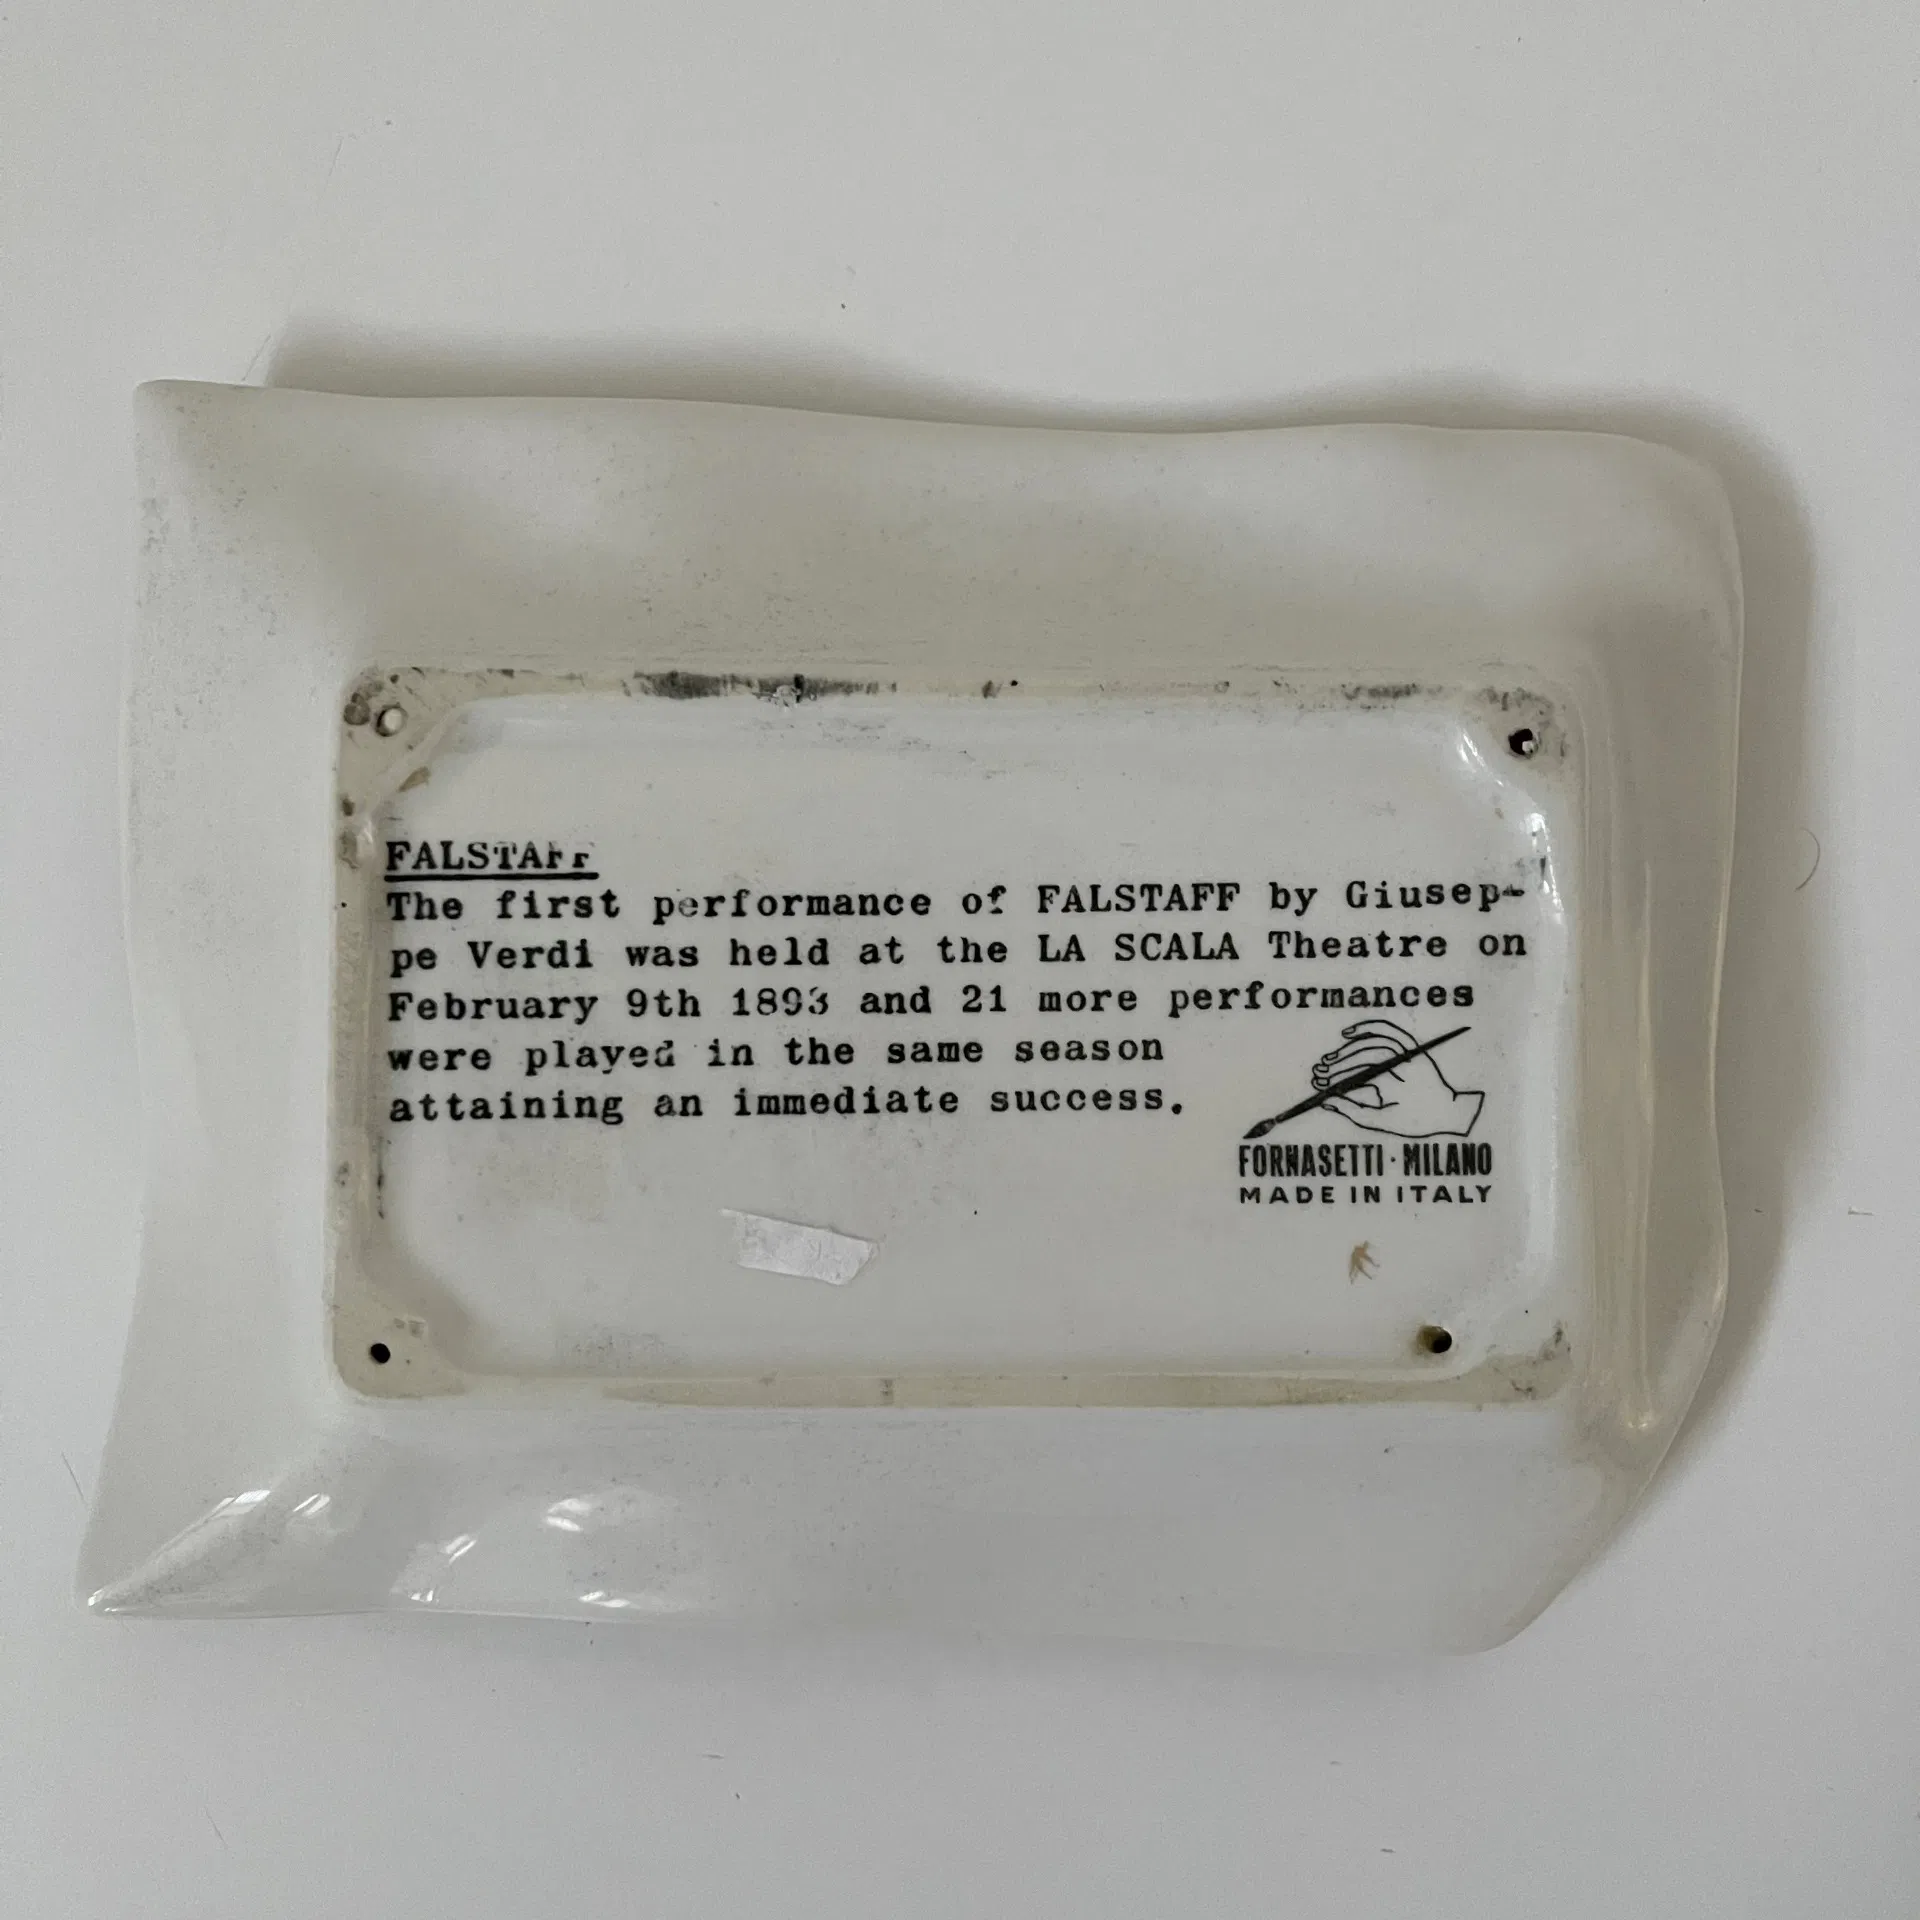 FALSTAFF
The first performance of FALSTAFF by Giusep-
pe Verdi was held at the LA SCALA Theatre on
February 9th 1893 and 21 more performances
were played in the same season
attaining an immediate success.
FORNASETTI · MILANO
MADE IN ITALY